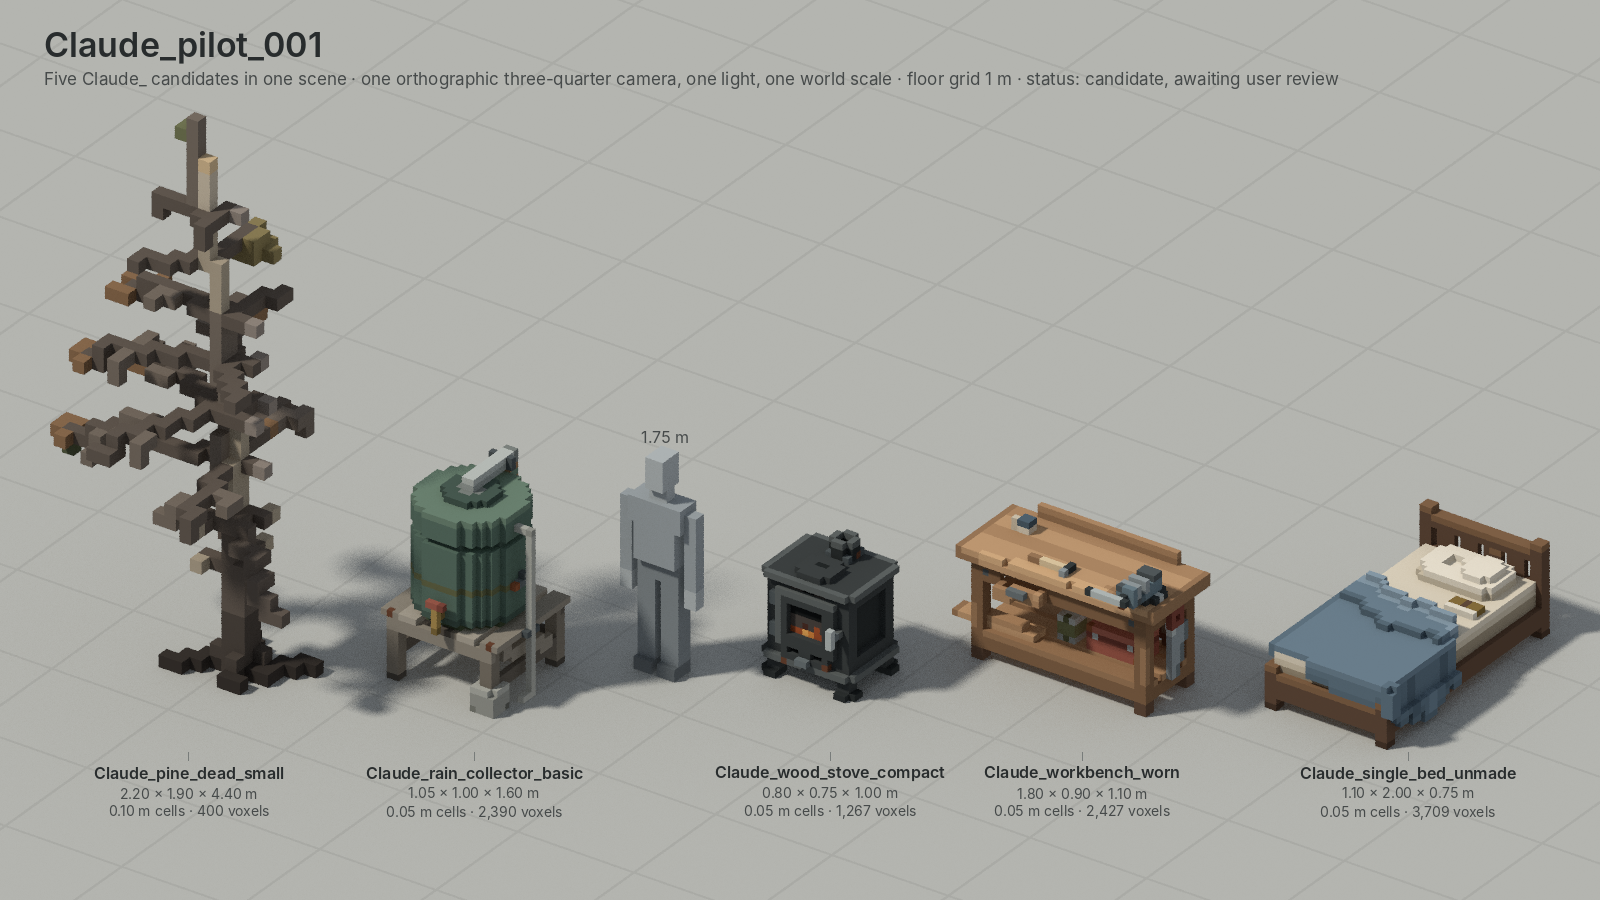 Claude_pilot_001
Five Claude_ candidates in one scene · one orthographic three-quarter camera, one light, one world scale · floor grid 1 m · status: candidate, awaiting user review
1.75 m
Claude_pine_dead_small
2.20 × 1.90 × 4.40 m
0.10 m cells · 400 voxels
Claude_rain_collector_basic
1.05 × 1.00 × 1.60 m
0.05 m cells · 2,390 voxels
Claude_wood_stove_compact
0.80 × 0.75 × 1.00 m
0.05 m cells · 1,267 voxels
Claude_workbench_worn
1.80 × 0.90 × 1.10 m
0.05 m cells · 2,427 voxels
Claude_single_bed_unmade
1.10 × 2.00 × 0.75 m
0.05 m cells · 3,709 voxels